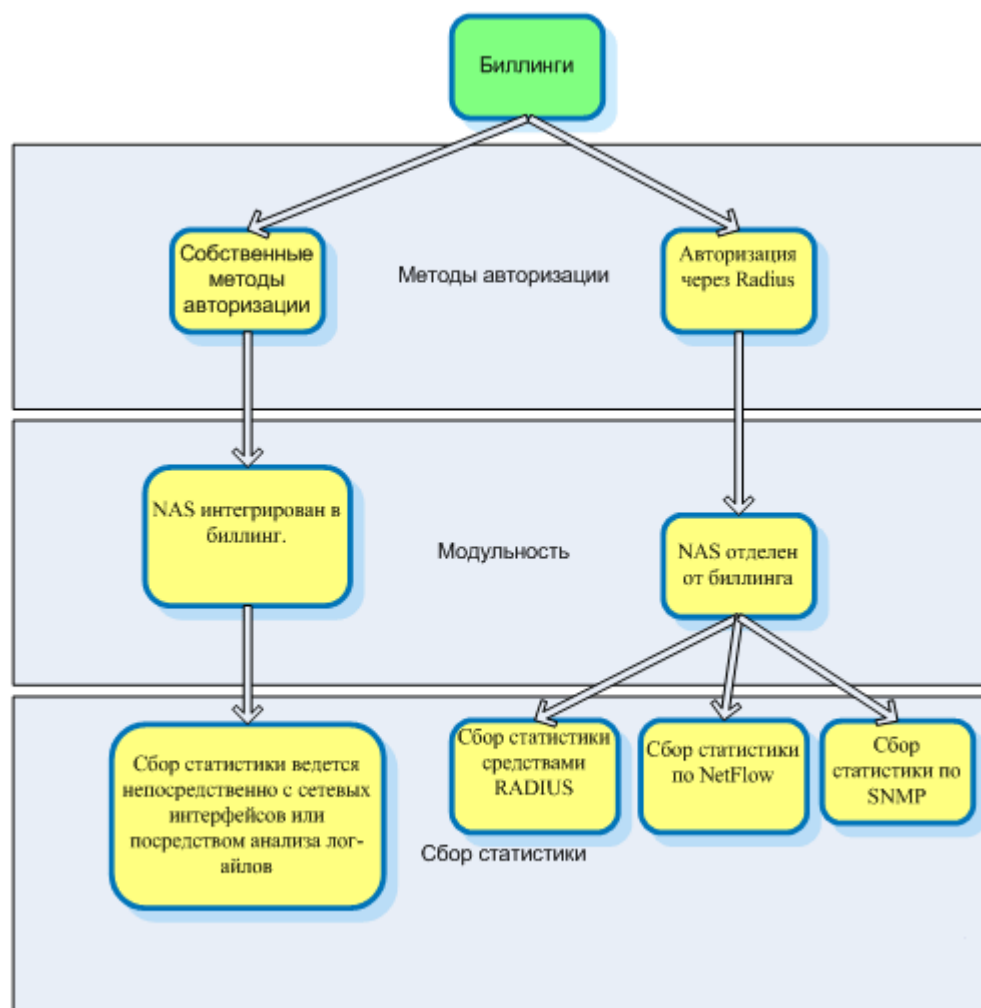 Биллинги
Собственные
методы
авторизации
Методы авторизации
Авторизация
через Radius
NAS интегрирован в
биллинг.
Модульность
NAS отделен
от биллинга
Сбор статистики ведется
непосредственно с сетевых
интерфейсов или
посредством анализа лог-
айлов
Сбор статистики
средствами
RADIUS
Сбор статистики
по NetFlow
Сбор
статистики по
SNMP
Сбор статистики